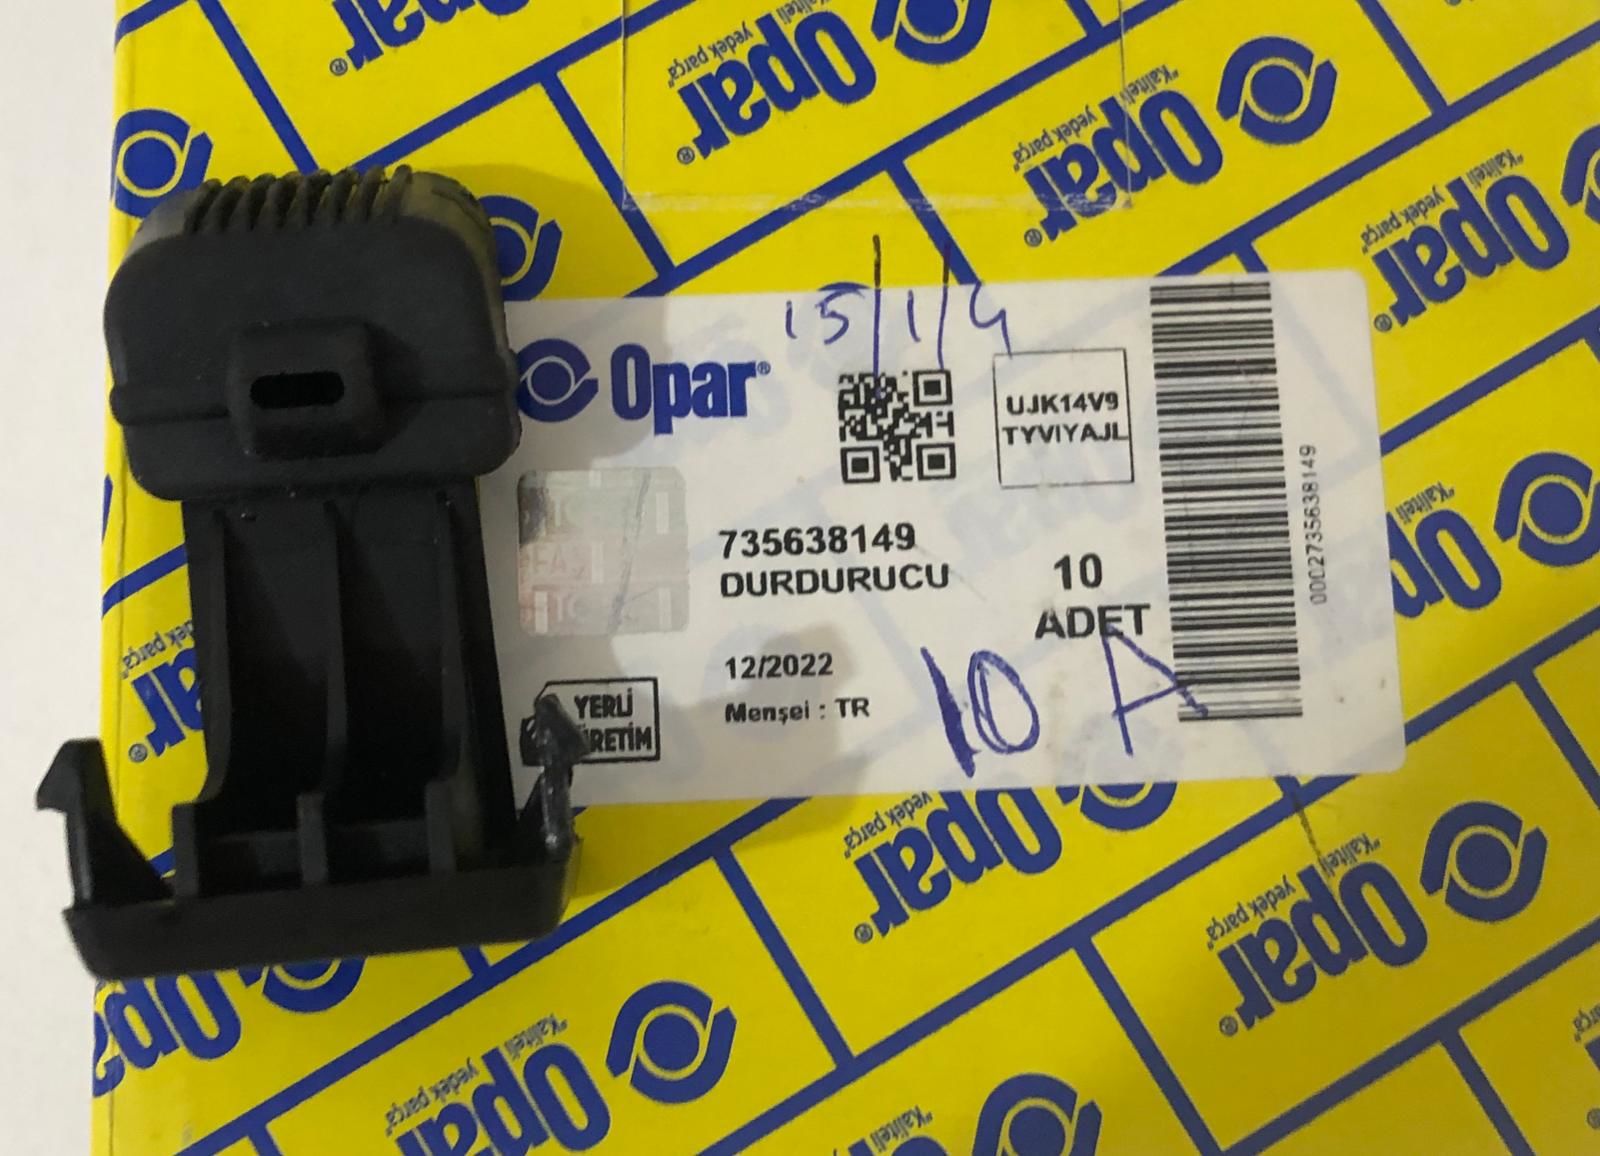 15/1/4
Opar®
UJK14V9
TYVIYAJL
735638149
DURDURUCU
10
ADET
12/2022
Menşei : TR
YERLİ
10 A
0002735638149
Opar®
"Kaliteli yedek parça"